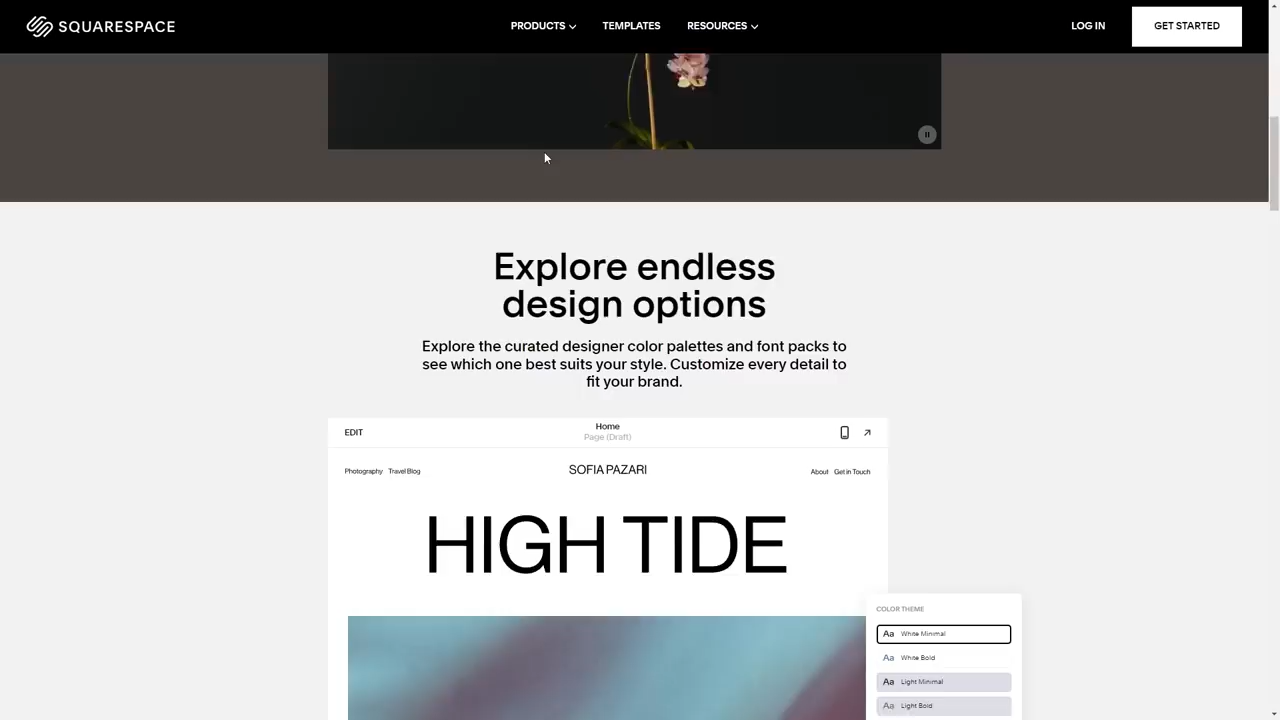 SQUARESPACE
PRODUCTS
TEMPLATES
RESOURCES
LOG IN
GET STARTED
Explore endless
design options
Explore the curated designer color palettes and font packs to
see which one best suits your style. Customize every detail to
fit your brand.
EDIT
Home
Page (Draft)
Photography Travel Blog
SOFIA PAZARI
About Get in Touch
HIGH TIDE
COLOR THEME
Aa White Minimal
Aa White Bold
Aa Light Minimal
Aa Light Bold